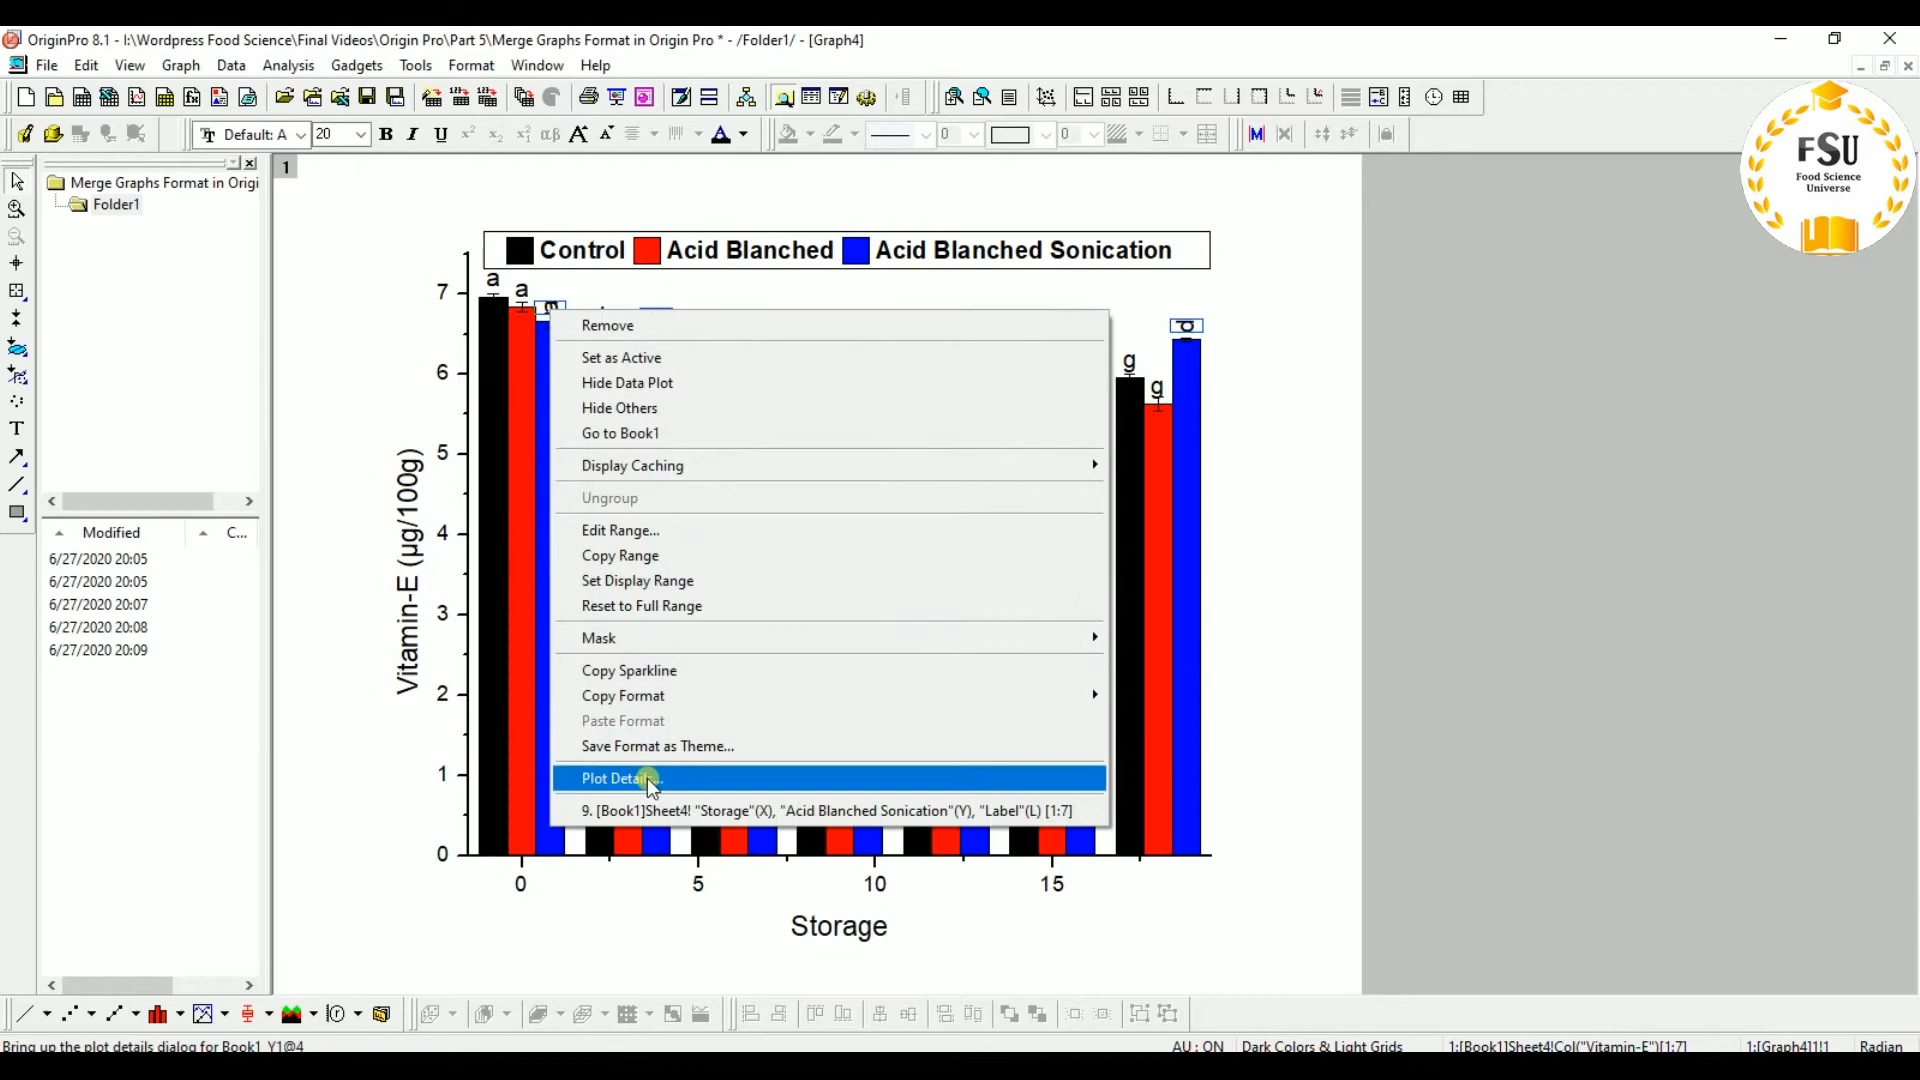 OriginPro 8.1 - I:\Wordpress Food Science\Final Videos\Origin Pro\Part 5\Merge Graphs Format in Origin Pro * - /Folder1/ - [Graph4]
File Edit View Graph Data Analysis Gadgets Tools Format Window Help
Default: A 20 B I U 0 0
FSU
Food Science
Universe
Merge Graphs Format in Origi
Folder1
1
Modified C...
6/27/2020 20:05
6/27/2020 20:05
6/27/2020 20:07
6/27/2020 20:08
6/27/2020 20:09
Control Acid Blanched Acid Blanched Sonication
a a
g g
7
6
5
4
3
2
1
0
Vitamin-E (µg/100g)
0 5 10 15
Storage
Remove
Set as Active
Hide Data Plot
Hide Others
Go to Book1
Display Caching
Ungroup
Edit Range...
Copy Range
Set Display Range
Reset to Full Range
Mask
Copy Sparkline
Copy Format
Paste Format
Save Format as Theme...
Plot Details...
9. [Book1]Sheet4! "Storage"(X), "Acid Blanched Sonication"(Y), "Label"(L) [1:7]
Bring up the plot details dialog for Book1_Y1@4
AU : ON Dark Colors & Light Grids 1:[Book1]Sheet4!Col("Vitamin-E")[1:7] 1:[Graph4]1!1 Radian